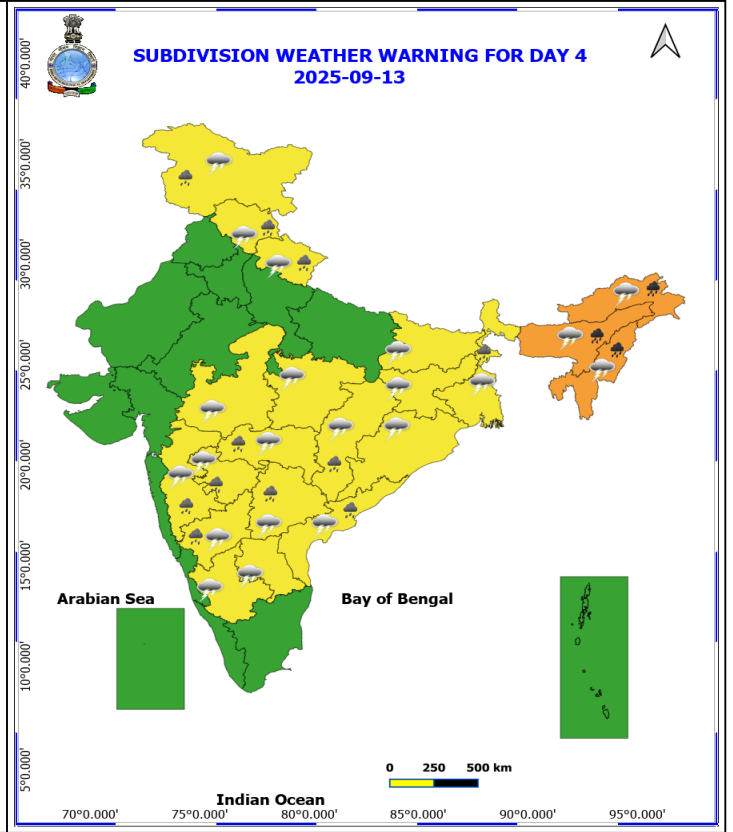 SUBDIVISION WEATHER WARNING FOR DAY 4
2025-09-13
40°0.000'
35°0.000'
30°0.000'
25°0.000'
20°0.000'
15°0.000'
10°0.000'
5°0.000'
Arabian Sea
Bay of Bengal
0 250 500 km
Indian Ocean
70°0.000' 75°0.000' 80°0.000' 85°0.000' 90°0.000' 95°0.000'